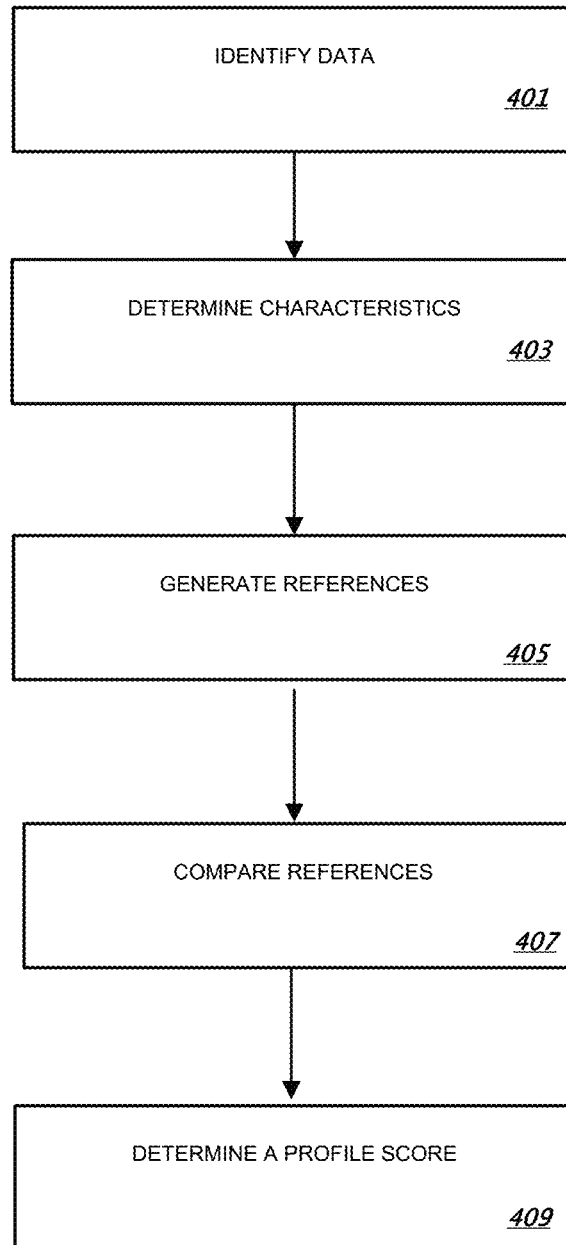 IDENTIFY DATA
401
DETERMINE CHARACTERISTICS
403
GENERATE REFERENCES
405
COMPARE REFERENCES
407
DETERMINE A PROFILE SCORE
409